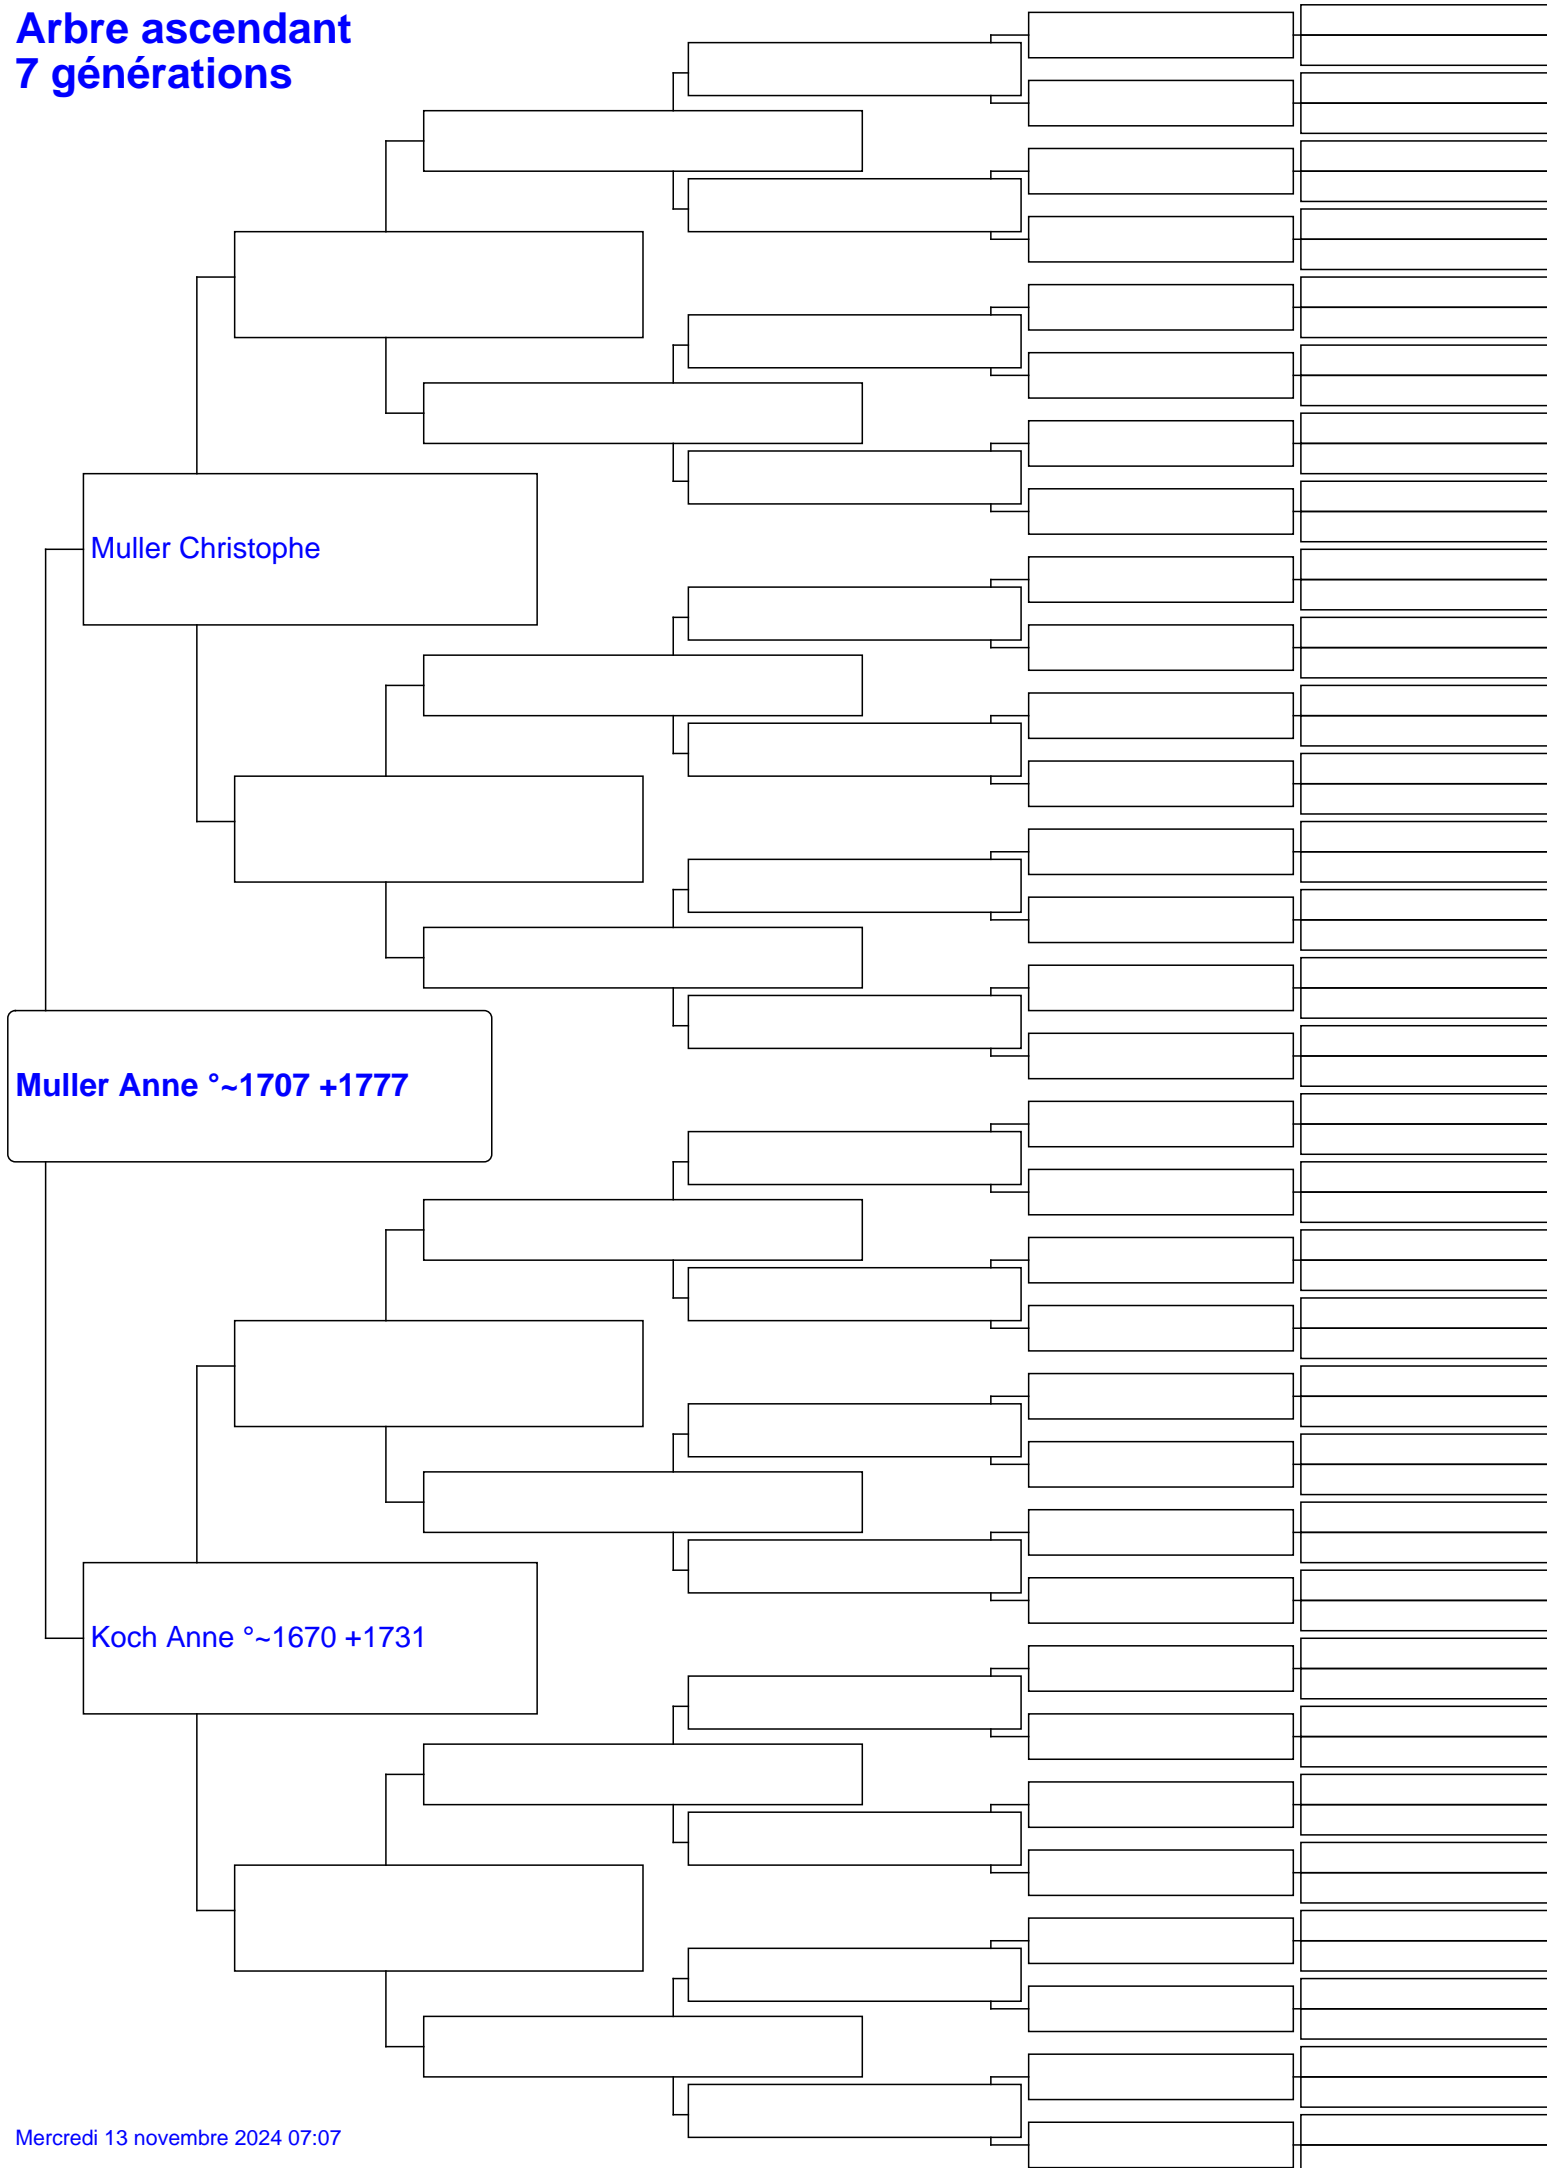 Arbre ascendant
7 générations
Muller Christophe
Muller Anne °~1707 +1777
Koch Anne °~1670 +1731
Mercredi 13 novembre 2024 07:07